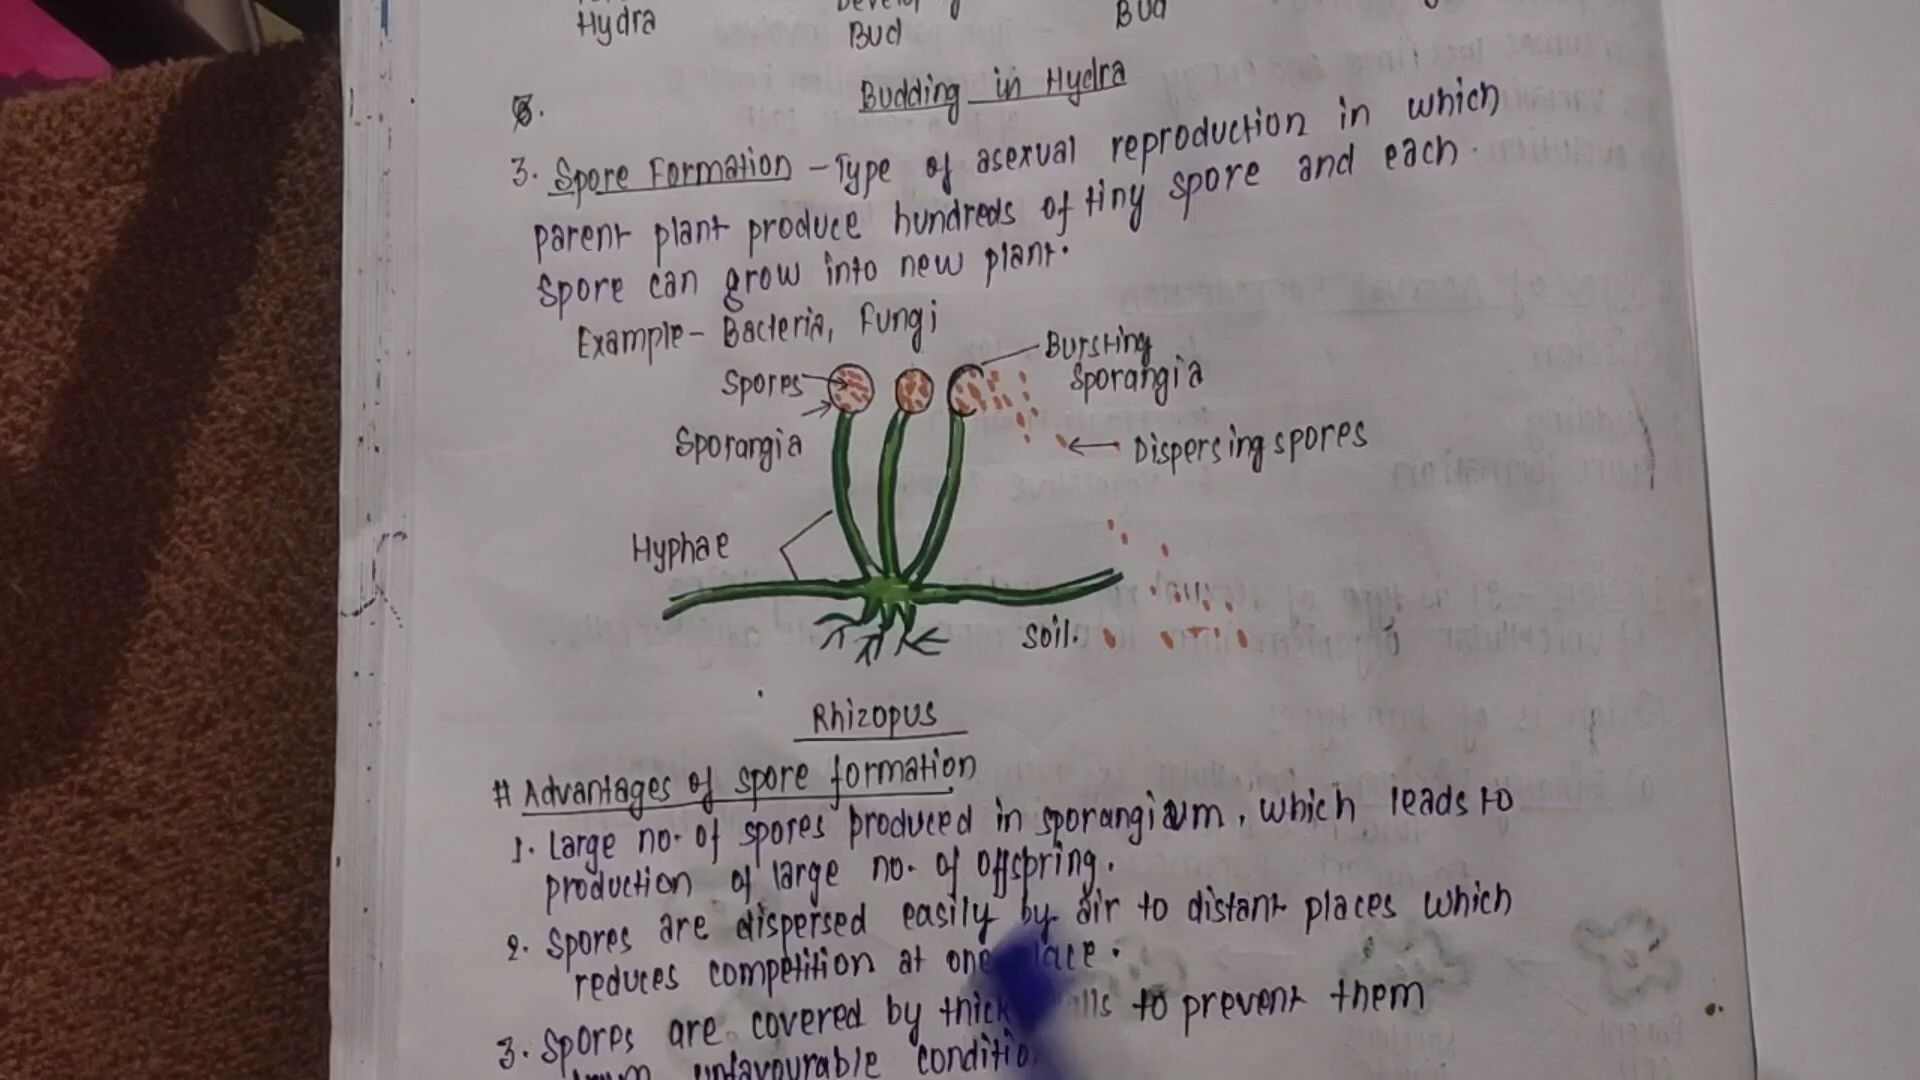 Hydra
Bud
Bud
Budding in Hydra
3. Spore Formation - Type of asexual reproduction in which
parent plant produce hundreds of tiny spore and each
spore can grow into new plant.
Example - Bacteria, Fungi
Bursting
Sporangia
Spores
Sporangia
Dispersing spores
Hyphae
Soil.
Rhizopus
# Advantages of spore formation
1. Large no. of spores produced in sporangium, which leads to
production of large no. of offspring.
2. Spores are dispersed easily by air to distant places which
reduces competition at one
3. Spores are covered by thick to prevent them
unfavourable